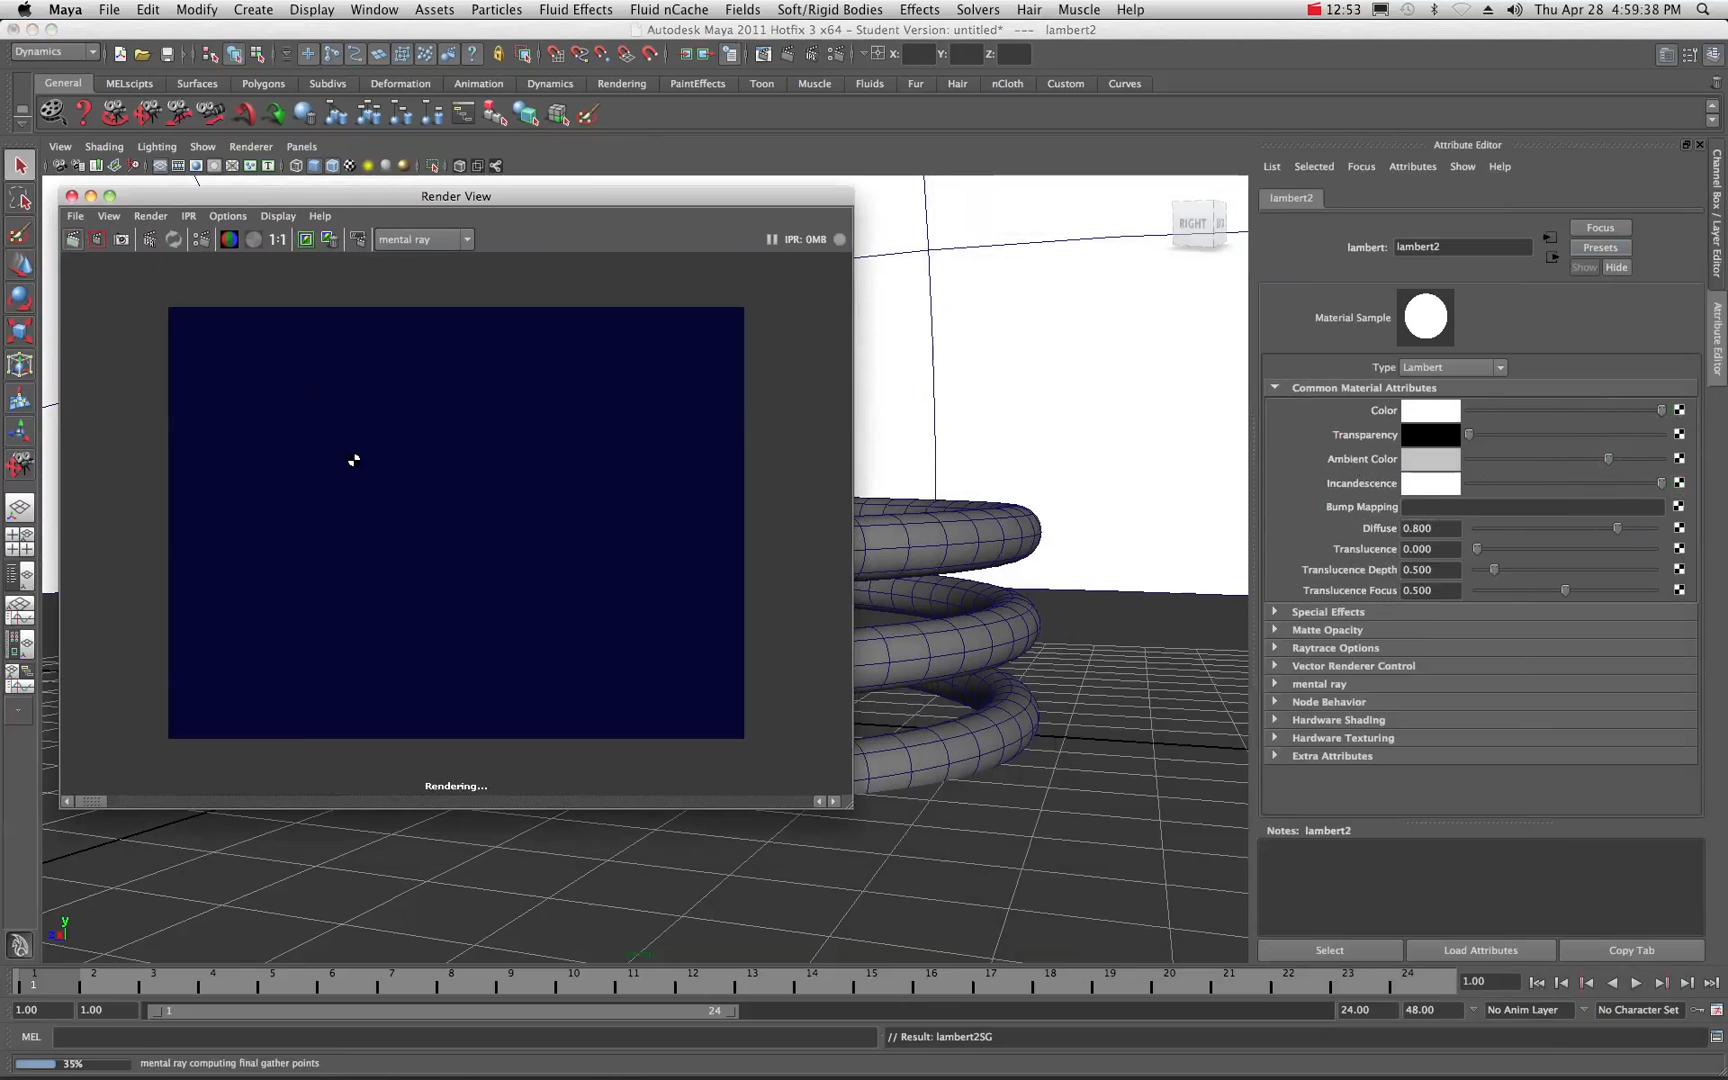 Maya File Edit Modify Create Display Window Assets Particles Fluid Effects Fluid nCache Fields Soft/Rigid Bodies Effects Solvers Hair Muscle Help 12:53 Thu Apr 28 4:59:38 PM
Autodesk Maya 2011 Hotfix 3 x64 - Student Version: untitled* --- lambert2
Dynamics X: Y: Z:
General MELscipts Surfaces Polygons Subdivs Deformation Animation Dynamics Rendering PaintEffects Toon Muscle Fluids Fur Hair nCloth Custom Curves
View Shading Lighting Show Renderer Panels
Render View
File View Render IPR Options Display Help
1:1 mental ray IPR: 0MB
RIGHT
Rendering...
Attribute Editor
List Selected Focus Attributes Show Help
lambert2
Focus
lambert: lambert2 Presets
Show Hide
Material Sample
Type Lambert
Common Material Attributes
Color
Transparency
Ambient Color
Incandescence
Bump Mapping
Diffuse 0.800
Translucence 0.000
Translucence Depth 0.500
Translucence Focus 0.500
Special Effects
Matte Opacity
Raytrace Options
Vector Renderer Control
mental ray
Node Behavior
Hardware Shading
Hardware Texturing
Extra Attributes
Notes: lambert2
Select Load Attributes Copy Tab
Channel Box / Layer Editor
Attribute Editor
y
1 2 3 4 5 6 7 8 9 10 11 12 13 14 15 16 17 18 19 20 21 22 23 24
1 1.00
1.00 1.00 1 24 24.00 48.00 No Anim Layer No Character Set
MEL // Result: lambert2SG
35% mental ray computing final gather points